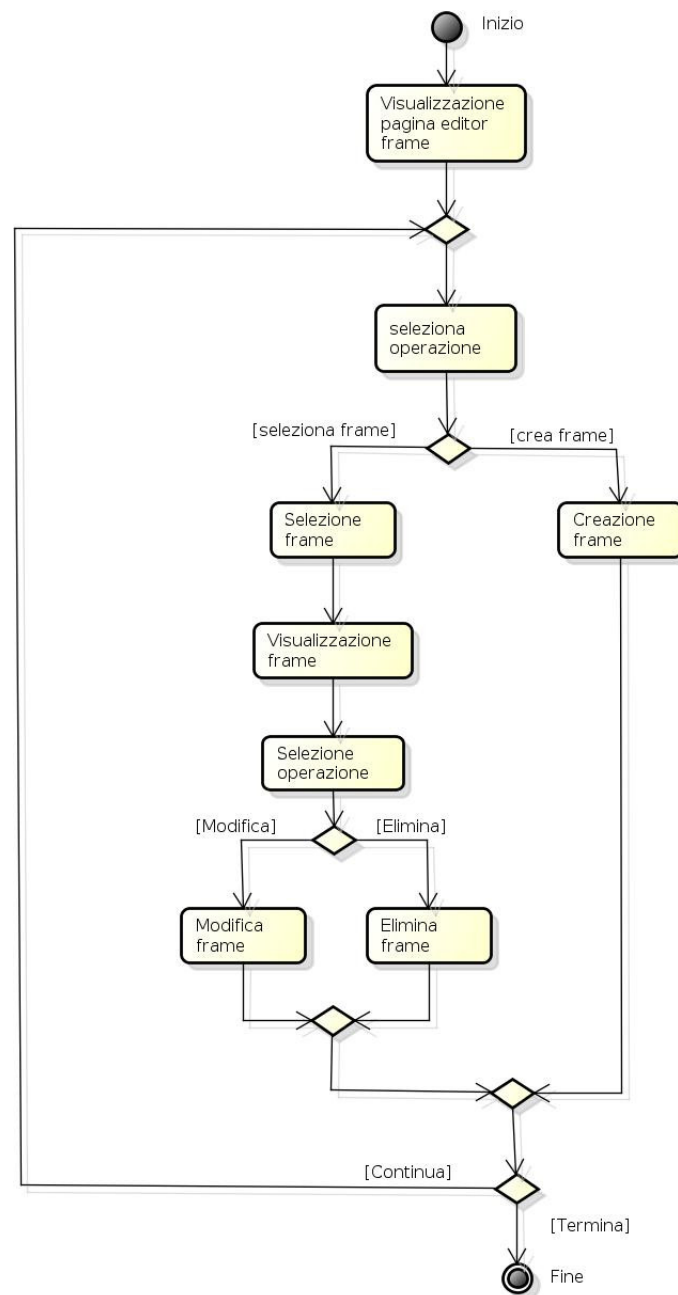 Inizio
Visualizzazione
pagina editor
frame
seleziona
operazione
[seleziona frame]
[crea frame]
Selezione
frame
Creazione
frame
Visualizzazione
frame
Selezione
operazione
[Modifica]
[Elimina]
Modifica
frame
Elimina
frame
[Continua]
[Termina]
Fine